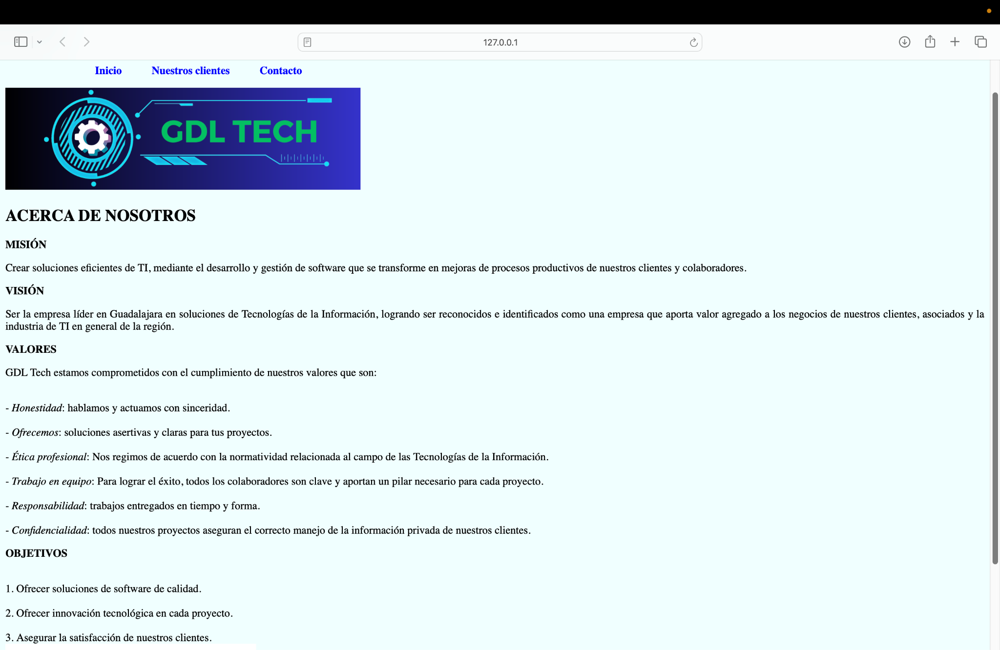 127.0.0.1
Inicio Nuestros clientes Contacto
GDL TECH
ACERCA DE NOSOTROS
MISIÓN
Crear soluciones eficientes de TI, mediante el desarrollo y gestión de software que se transforme en mejoras de procesos productivos de nuestros clientes y colaboradores.
VISIÓN
Ser la empresa líder en Guadalajara en soluciones de Tecnologías de la Información, logrando ser reconocidos e identificados como una empresa que aporta valor agregado a los negocios de nuestros clientes, asociados y la
industria de TI en general de la región.
VALORES
GDL Tech estamos comprometidos con el cumplimiento de nuestros valores que son:
- Honestidad: hablamos y actuamos con sinceridad.
- Ofrecemos: soluciones asertivas y claras para tus proyectos.
- Ética profesional: Nos regimos de acuerdo con la normatividad relacionada al campo de las Tecnologías de la Información.
- Trabajo en equipo: Para lograr el éxito, todos los colaboradores son clave y aportan un pilar necesario para cada proyecto.
- Responsabilidad: trabajos entregados en tiempo y forma.
- Confidencialidad: todos nuestros proyectos aseguran el correcto manejo de la información privada de nuestros clientes.
OBJETIVOS
1. Ofrecer soluciones de software de calidad.
2. Ofrecer innovación tecnológica en cada proyecto.
3. Asegurar la satisfacción de nuestros clientes.